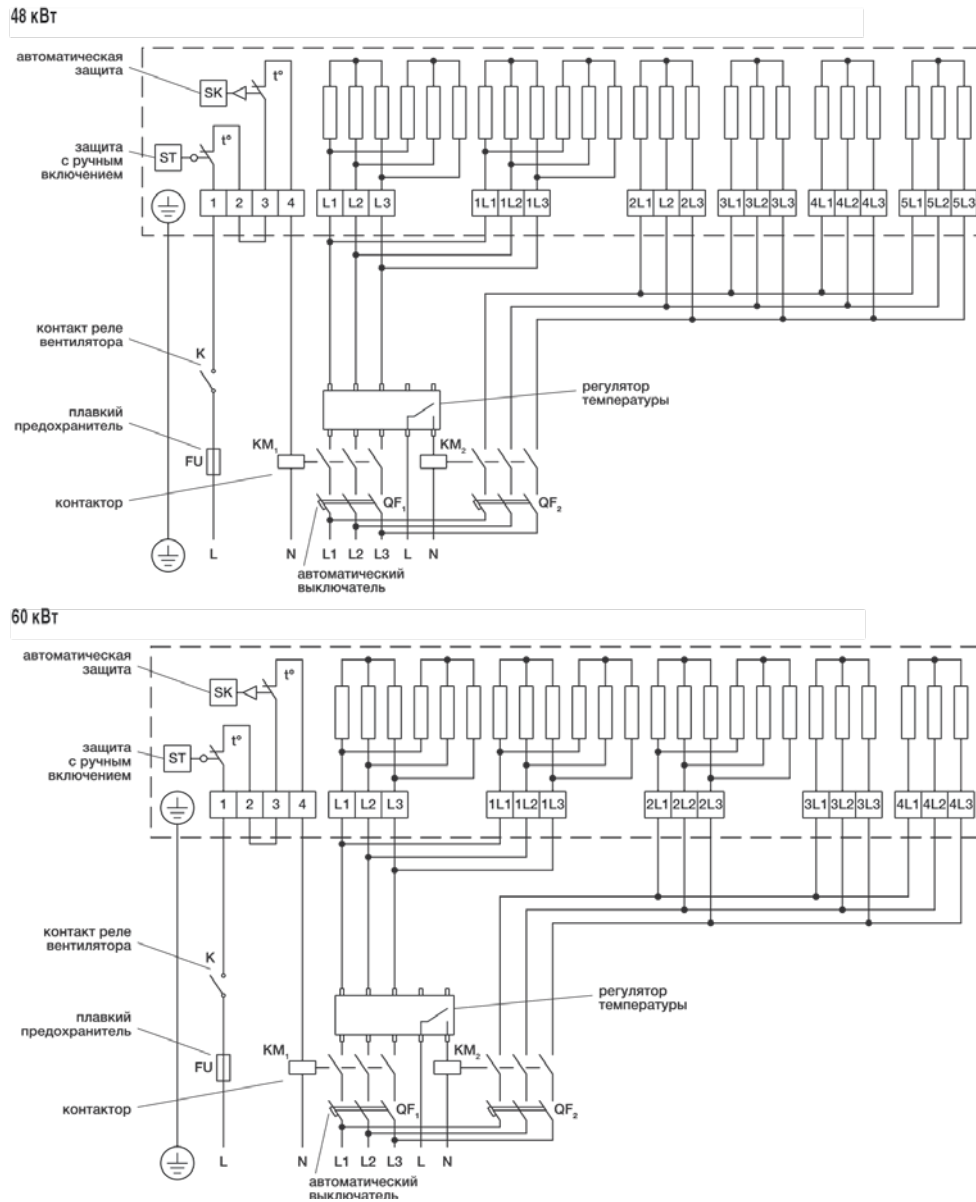 48 кВт
автоматическая
защита
SK
t°
защита
с ручным
включением
ST
t°
1 2 3 4
L1 L2 L3
1L1 1L2 1L3
2L1 L2 2L3
3L1 3L2 3L3
4L1 4L2 4L3
5L1 5L2 5L3
контакт реле
вентилятора
K
регулятор
температуры
плавкий
предохранитель
FU
KM1
KM2
контактор
QF1
QF2
L N L1 L2 L3 L N
автоматический
выключатель
60 кВт
автоматическая
защита
SK
t°
защита
с ручным
включением
ST
t°
1 2 3 4
L1 L2 L3
1L1 1L2 1L3
2L1 2L2 2L3
3L1 3L2 3L3
4L1 4L2 4L3
контакт реле
вентилятора
K
регулятор
температуры
плавкий
предохранитель
FU
KM1
KM2
контактор
QF1
QF2
L N L1 L2 L3 L N
автоматический
выключатель